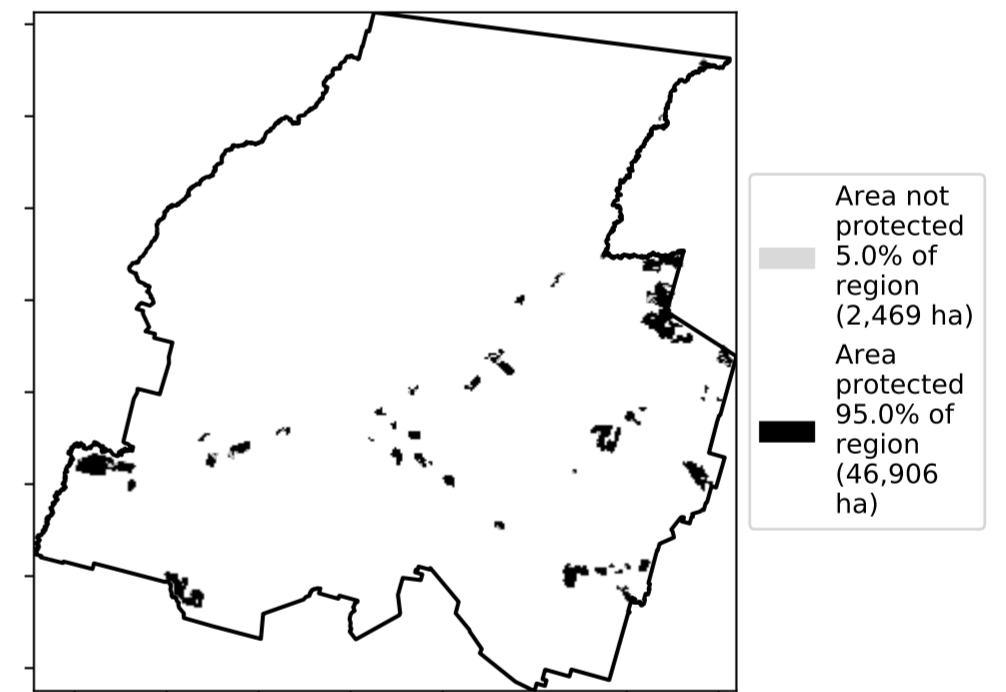 Area not
protected
5.0% of
region
(2,469 ha)
Area
protected
95.0% of
region
(46,906
ha)